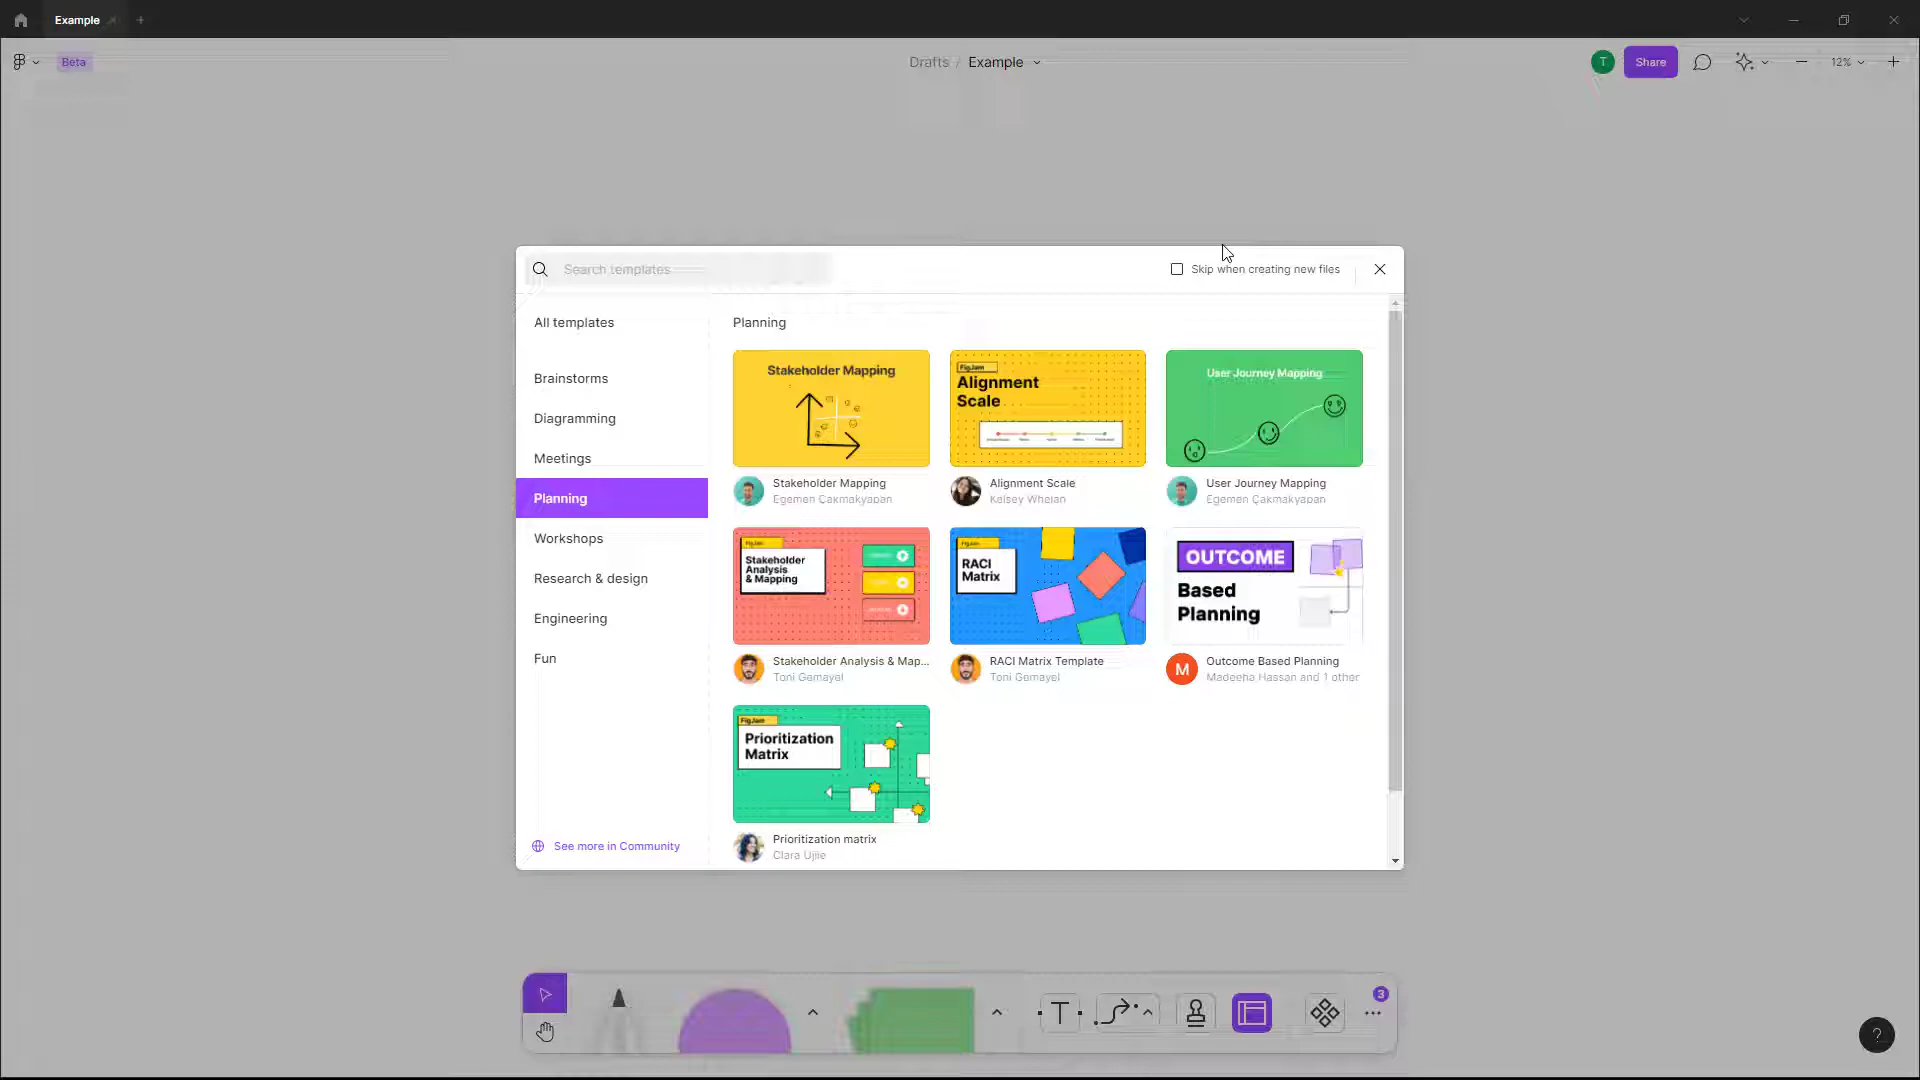 Example
Beta
Drafts / Example
T
Share
12%
Search templates
Skip when creating new files
All templates
Brainstorms
Diagramming
Meetings
Planning
Workshops
Research & design
Engineering
Fun
See more in Community
Planning
Stakeholder Mapping
Stakeholder Mapping
Egemen Çakmakyapan
FigJam
Alignment
Scale
Alignment Scale
Kelsey Whelan
User Journey Mapping
User Journey Mapping
Egemen Çakmakyapan
FigJam
Stakeholder
Analysis
& Mapping
Stakeholder Analysis & Map...
Toni Gemayel
FigJam
RACI
Matrix
RACI Matrix Template
Toni Gemayel
OUTCOME
Based
Planning
M
Outcome Based Planning
Madeeha Hassan and 1 other
FigJam
Prioritization
Matrix
Prioritization matrix
Clara Ujiie
T
3
?